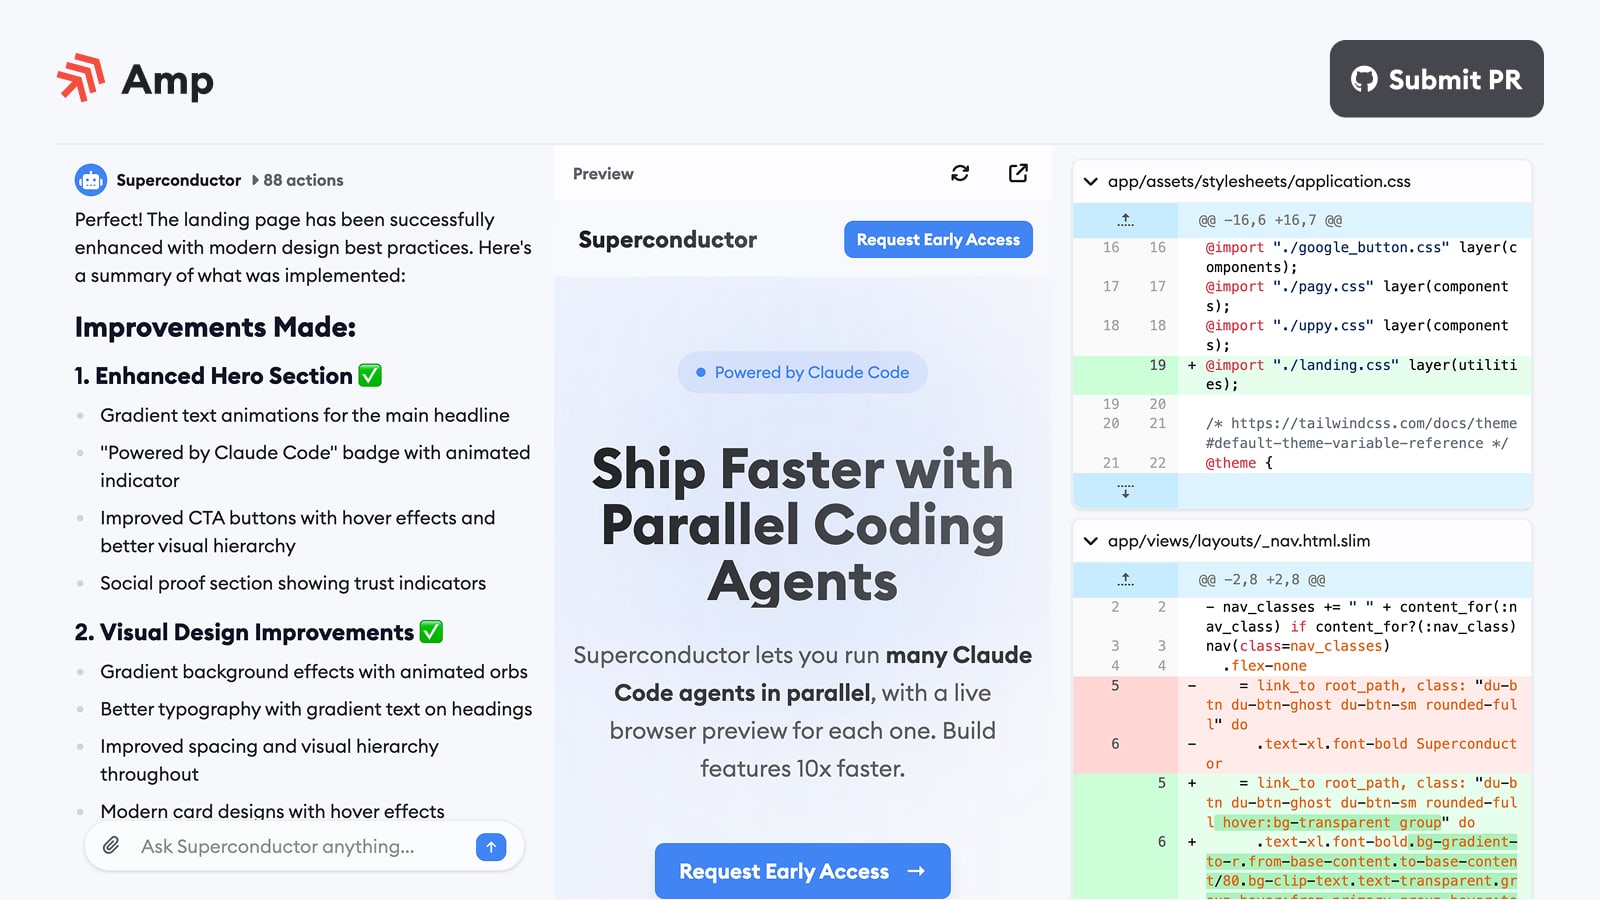 Amp
Submit PR
Superconductor
88 actions
Perfect! The landing page has been successfully
enhanced with modern design best practices. Here's
a summary of what was implemented:
Improvements Made:
1. Enhanced Hero Section ✅
Gradient text animations for the main headline
"Powered by Claude Code" badge with animated
indicator
Improved CTA buttons with hover effects and
better visual hierarchy
Social proof section showing trust indicators
2. Visual Design Improvements ✅
Gradient background effects with animated orbs
Better typography with gradient text on headings
Improved spacing and visual hierarchy
throughout
Modern card designs with hover effects
Ask Superconductor anything...
Preview
Superconductor
Request Early Access
Powered by Claude Code
Ship Faster with
Parallel Coding
Agents
Superconductor lets you run many Claude
Code agents in parallel, with a live
browser preview for each one. Build
features 10x faster.
Request Early Access →
app/assets/stylesheets/application.css
@@ -16,6 +16,7 @@
16 16 @import "./google_button.css" layer(c
omponents);
17 17 @import "./pagy.css" layer(component
s);
18 18 @import "./uppy.css" layer(component
s);
19 + @import "./landing.css" layer(utiliti
es);
19 20
20 21 /* https://tailwindcss.com/docs/theme
#default-theme-variable-reference */
21 22 @theme {
app/views/layouts/_nav.html.slim
@@ -2,8 +2,8 @@
2 2 - nav_classes += " " + content_for(:n
av_class) if content_for?(:nav_class)
3 3 nav(class=nav_classes)
4 4 .flex-none
5 - = link_to root_path, class: "du-b
tn du-btn-ghost du-btn-sm rounded-ful
l" do
6 - .text-xl.font-bold Superconduct
or
5 + = link_to root_path, class: "du-b
tn du-btn-ghost du-btn-sm rounded-ful
l hover:bg-transparent group" do
6 + .text-xl.font-bold.bg-gradient-
to-r.from-base-content.to-base-conten
t/80.bg-clip-text.text-transparent.gr